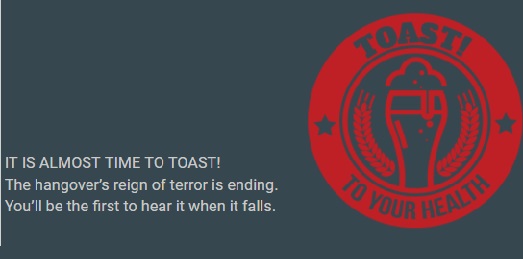 IT IS ALMOST TIME TO TOAST!
The hangover's reign of terror is ending.
You'll be the first to hear it when it falls.
TOAST!
TO YOUR HEALTH